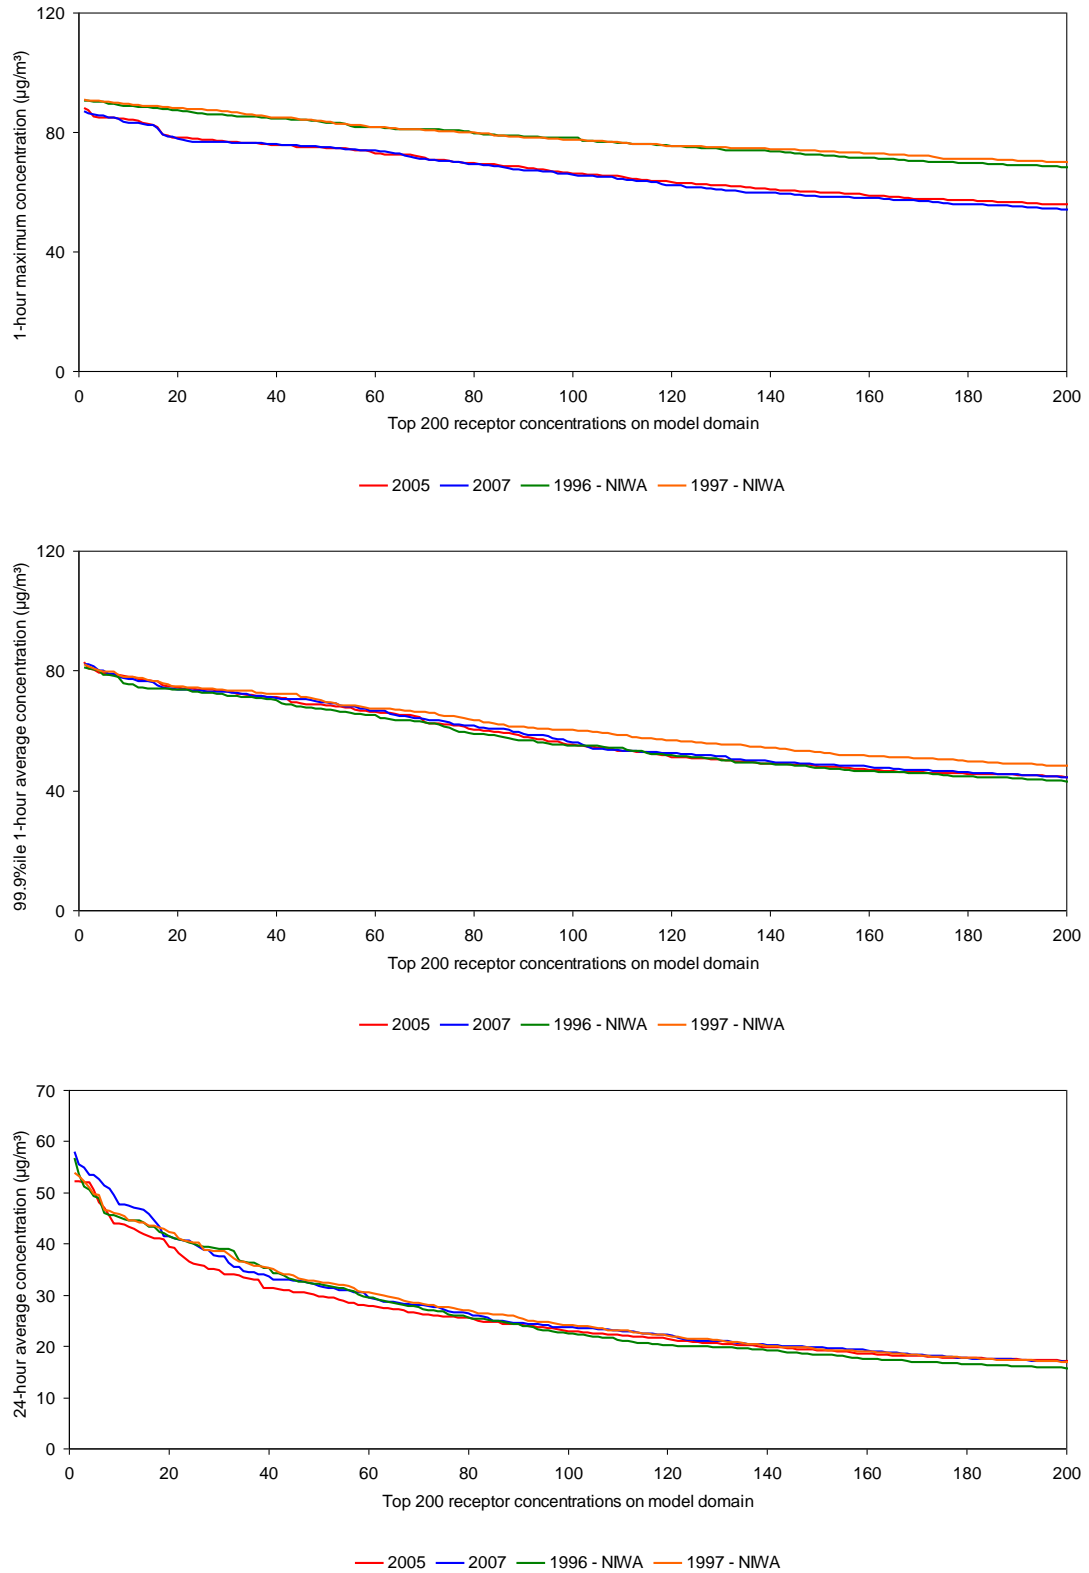 120
80
40
0
1-hour maximum concentration (µg/m³)
0 20 40 60 80 100 120 140 160 180 200
Top 200 receptor concentrations on model domain
2005 2007 1996 - NIWA 1997 - NIWA
120
80
40
0
99.9%ile 1-hour average concentration (µg/m³)
0 20 40 60 80 100 120 140 160 180 200
Top 200 receptor concentrations on model domain
2005 2007 1996 - NIWA 1997 - NIWA
70
60
50
40
30
20
10
0
24-hour average concentration (µg/m³)
0 20 40 60 80 100 120 140 160 180 200
Top 200 receptor concentrations on model domain
2005 2007 1996 - NIWA 1997 - NIWA